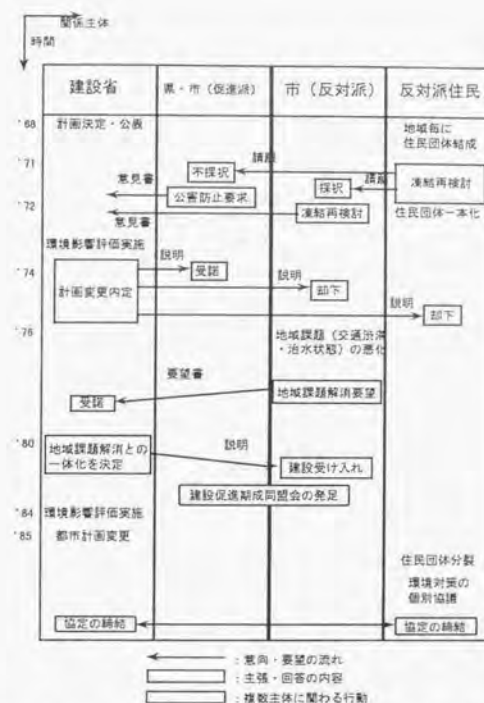 関係主体
時間
建設省
県・市（促進派）
市（反対派）
反対派住民
'68
計画決定・公表
地域毎に
住民団体結成
'71
不採択
請願
凍結再検討
意見書
採択
請願
公害防止要求
'72
凍結再検討
住民団体一本化
意見書
環境影響評価実施
説明
'74
受諾
説明
計画変更内定
却下
説明
却下
'76
地域課題（交通渋滞
・治水状態）の悪化
要望書
地域課題解消要望
受諾
'80
地域課題解消との
一体化を決定
説明
建設受け入れ
建設促進期成同盟会の発足
'84
環境影響評価実施
'85
都市計画変更
住民団体分裂
環境対策の
個別協議
協定の締結
協定の締結
：意向・要望の流れ
：主張・回答の内容
：複数主体に関わる行動